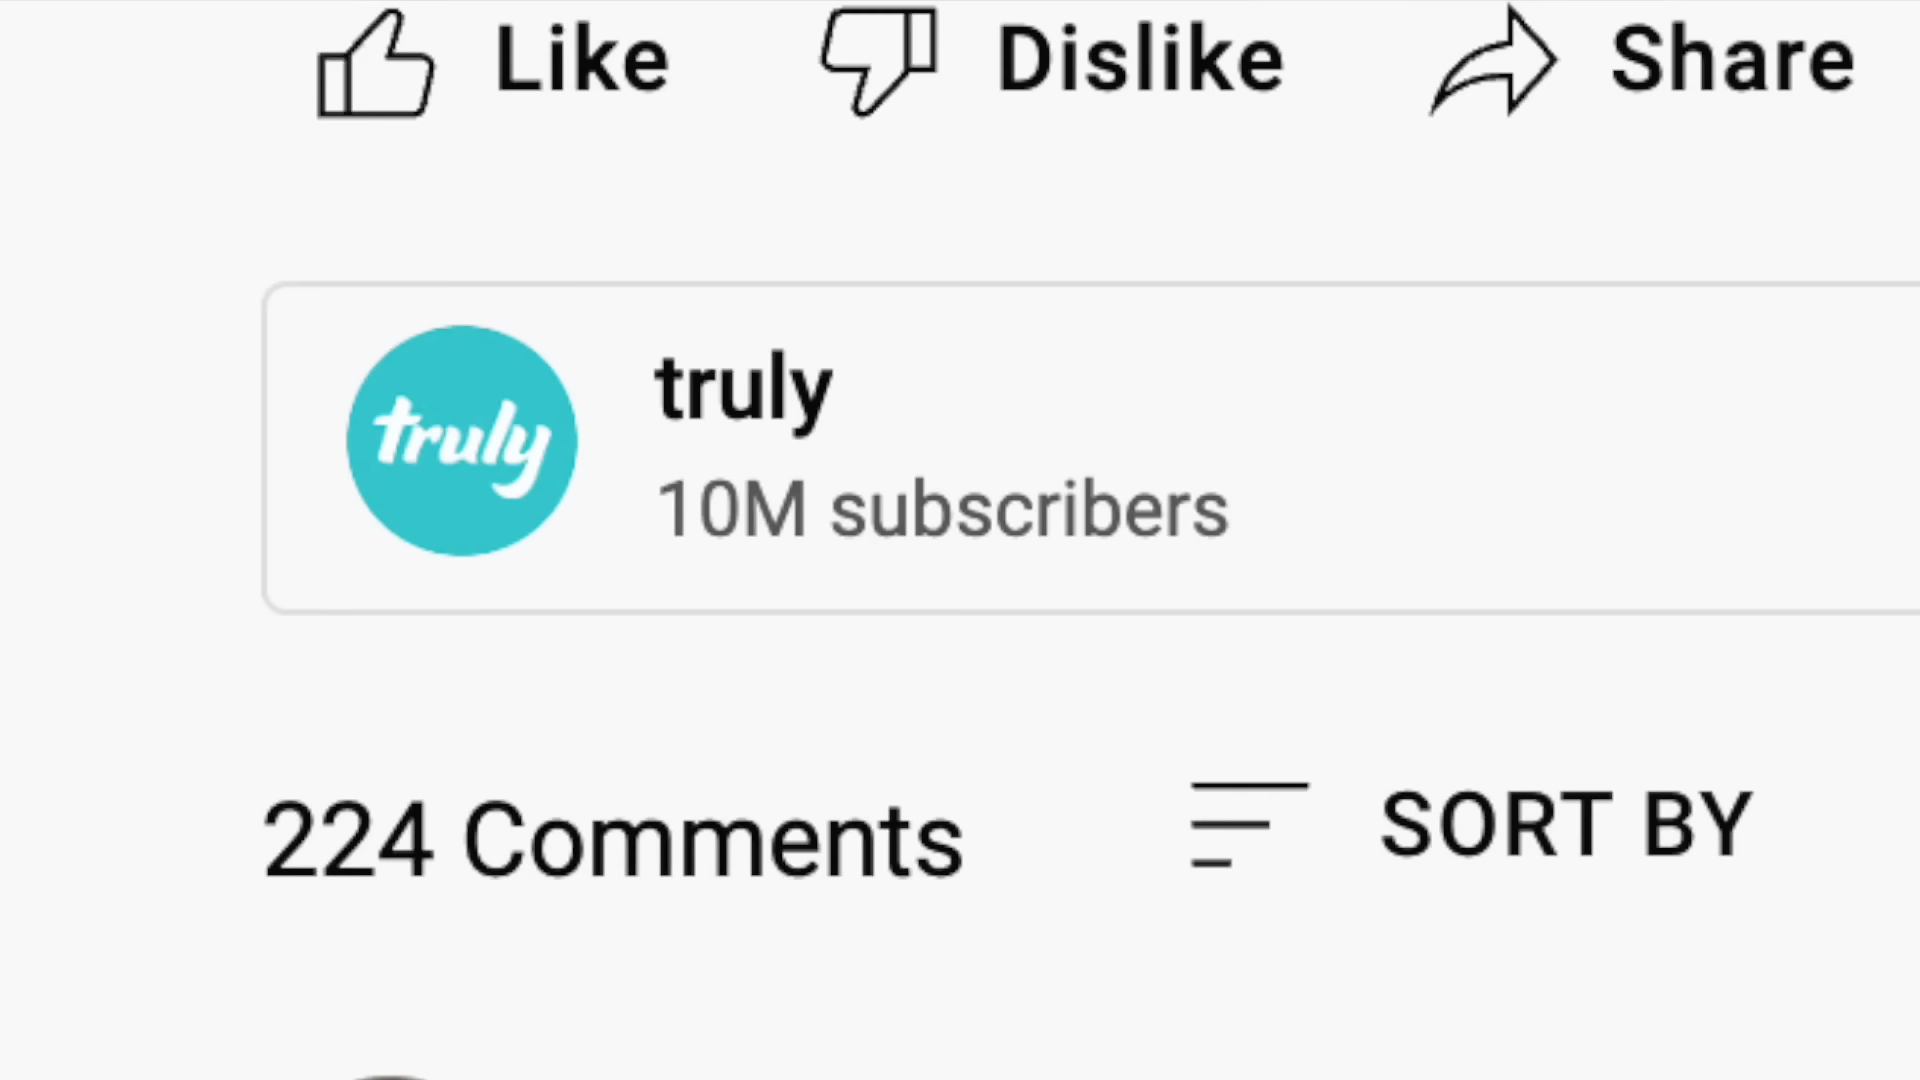 Like Dislike Share
truly
truly
10M subscribers
224 Comments SORT BY